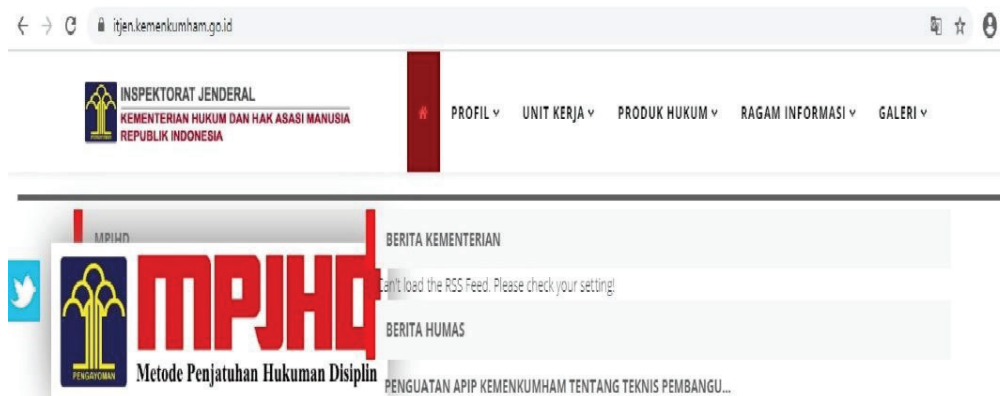 itjen.kemenkumham.go.id
INSPEKTORAT JENDERAL
KEMENTERIAN HUKUM DAN HAK ASASI MANUSIA
REPUBLIK INDONESIA
PROFIL UNIT KERJA PRODUK HUKUM RAGAM INFORMASI GALERI
MPJHD
BERITA KEMENTERIAN
Can't load the RSS Feed. Please check your setting!
MPJHD
BERITA HUMAS
PENGAYOMAN
Metode Penjatuhan Hukuman Disiplin
PENGUATAN APIP KEMENKUMHAM TENTANG TEKNIS PEMBANGU...